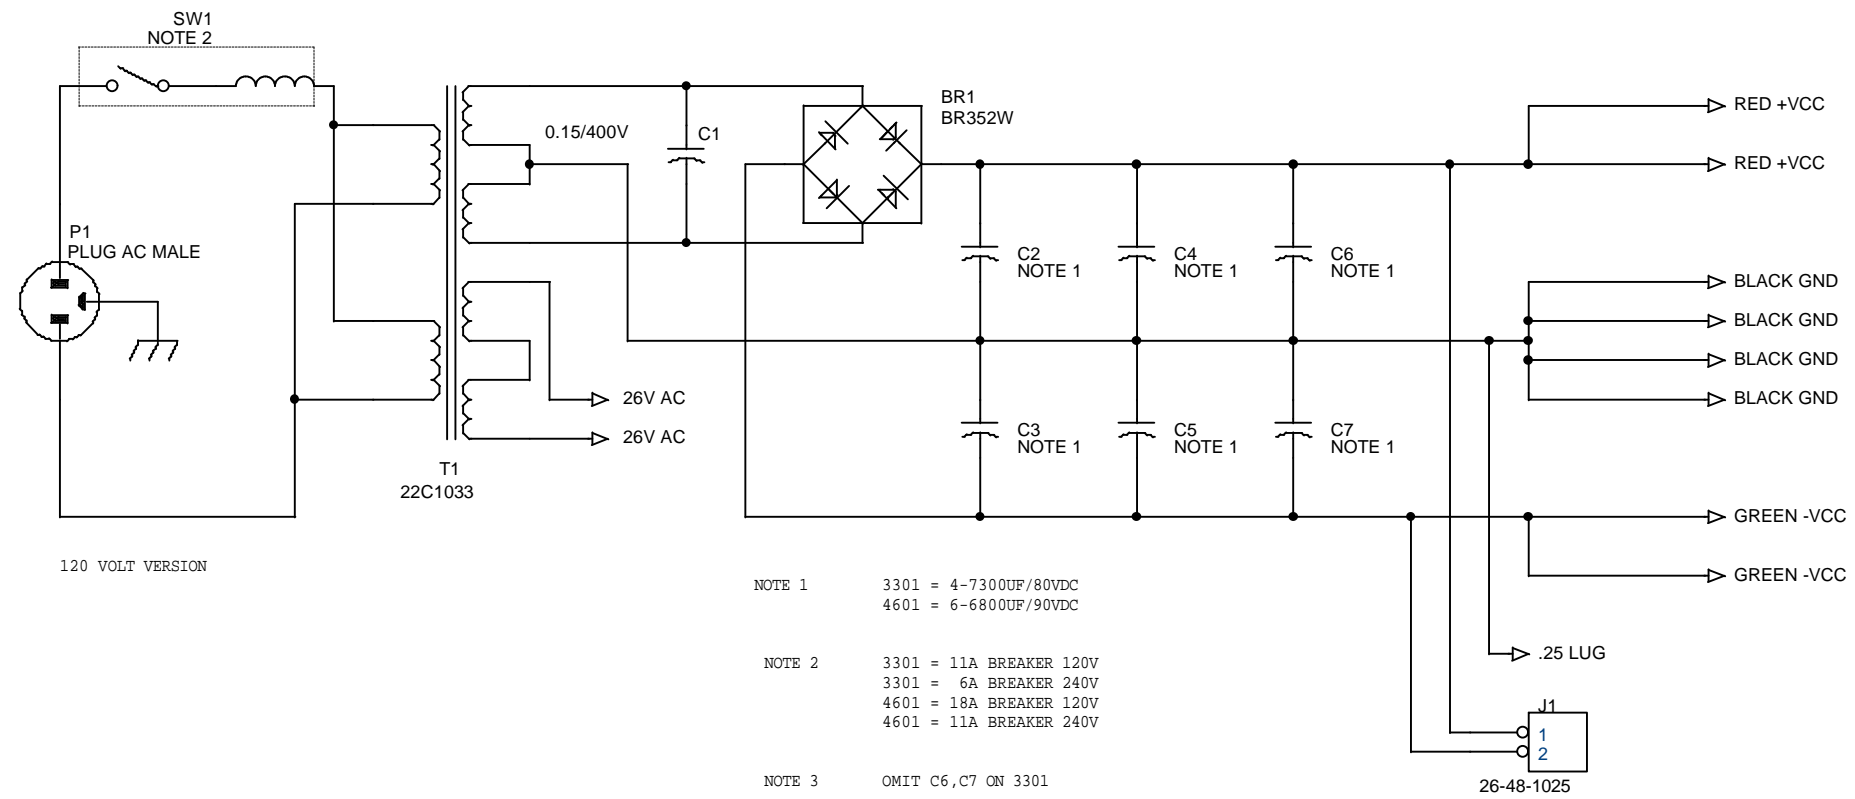 SW1
NOTE 2
P1
PLUG AC MALE
120 VOLT VERSION
T1
22C1033
0.15/400V
C1
26V AC
26V AC
BR1
BR352W
C2
NOTE 1
C4
NOTE 1
C6
NOTE 1
C3
NOTE 1
C5
NOTE 1
C7
NOTE 1
RED +VCC
RED +VCC
BLACK GND
BLACK GND
BLACK GND
BLACK GND
GREEN -VCC
GREEN -VCC
.25 LUG
J1
1
2
26-48-1025
NOTE 1 3301 = 4-7300UF/80VDC
4601 = 6-6800UF/90VDC
NOTE 2 3301 = 11A BREAKER 120V
3301 = 6A BREAKER 240V
4601 = 18A BREAKER 120V
4601 = 11A BREAKER 240V
NOTE 3 OMIT C6,C7 ON 3301